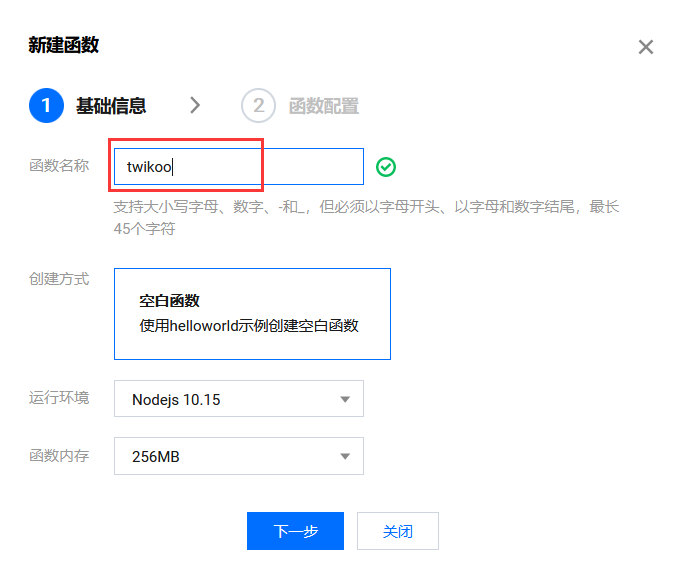 新建函数
1 基础信息 2 函数配置
函数名称 twikoo
支持大小写字母、数字、-和_，但必须以字母开头、以字母和数字结尾，最长
45个字符
创建方式
空白函数
使用helloworld示例创建空白函数
运行环境 Nodejs 10.15
函数内存 256MB
下一步 关闭